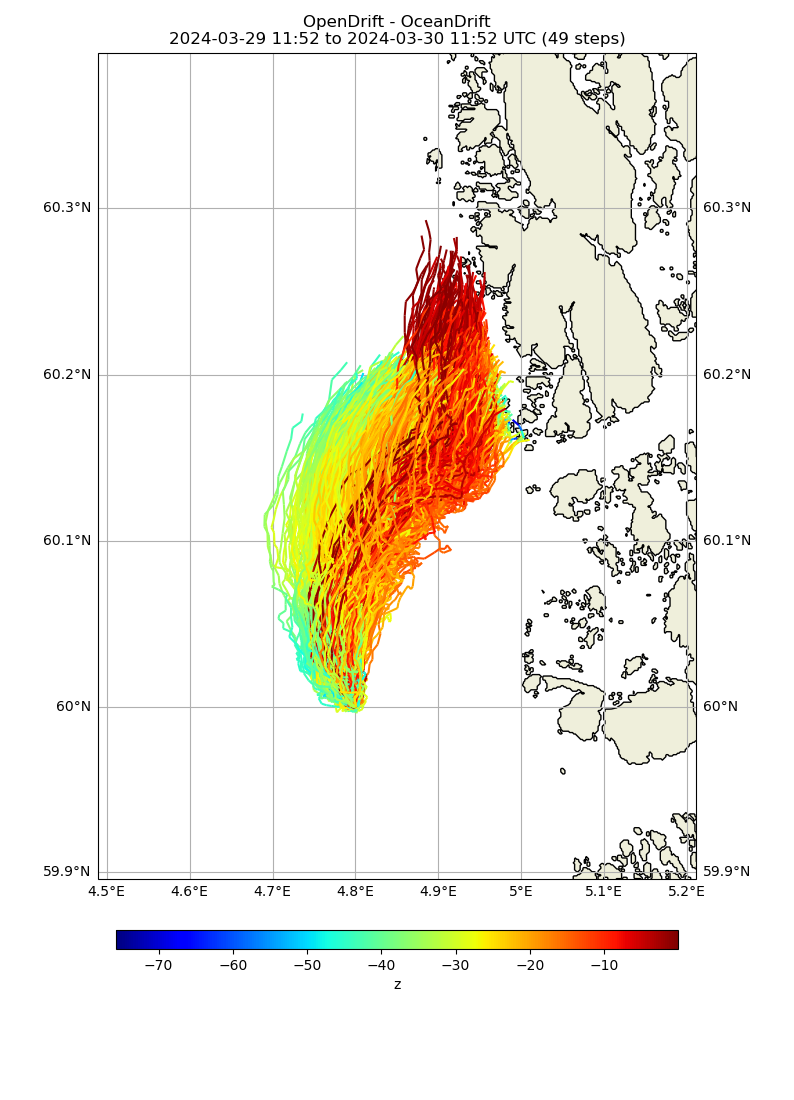 OpenDrift - OceanDrift
2024-03-29 11:52 to 2024-03-30 11:52 UTC (49 steps)
60.3°N 60.3°N
60.2°N 60.2°N
60.1°N 60.1°N
60°N 60°N
59.9°N 59.9°N
4.5°E 4.6°E 4.7°E 4.8°E 4.9°E 5°E 5.1°E 5.2°E
−70 −60 −50 −40 −30 −20 −10
z